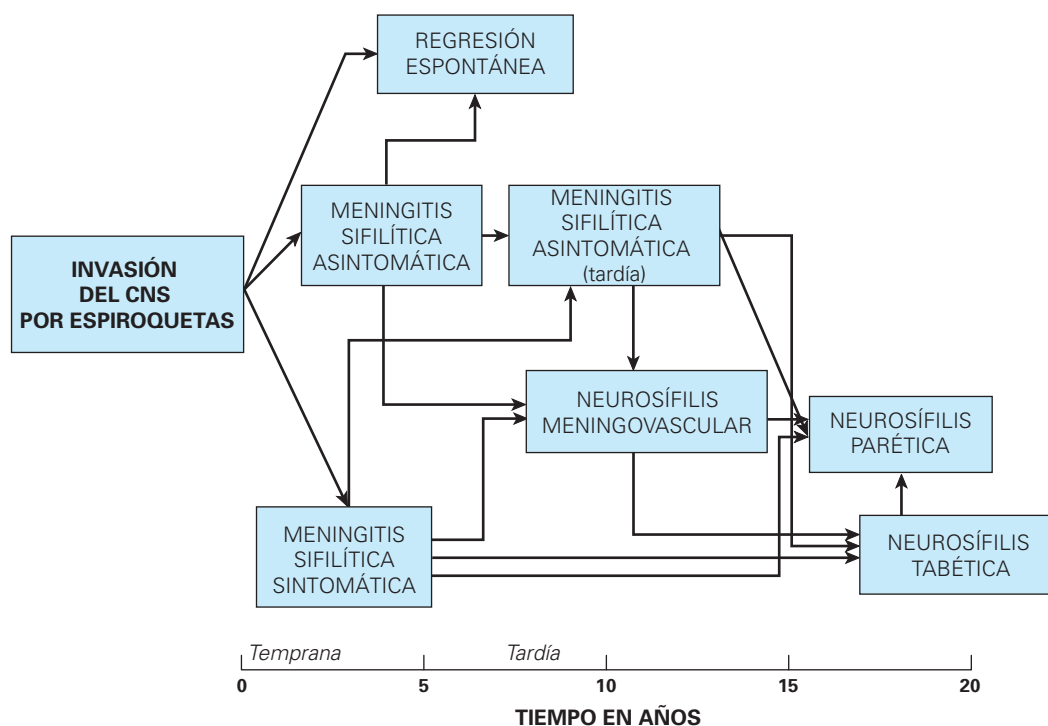 REGRESIÓN
ESPONTÁNEA
MENINGITIS
SIFILÍTICA
ASINTOMÁTICA
MENINGITIS
SIFILÍTICA
ASINTOMÁTICA
(tardía)
INVASIÓN
DEL CNS
POR ESPIROQUETAS
NEUROSÍFILIS
MENINGOVASCULAR
NEUROSÍFILIS
PARÉTICA
MENINGITIS
SIFILÍTICA
SINTOMÁTICA
NEUROSÍFILIS
TABÉTICA
Temprana Tardía
0 5 10 15 20
TIEMPO EN AÑOS